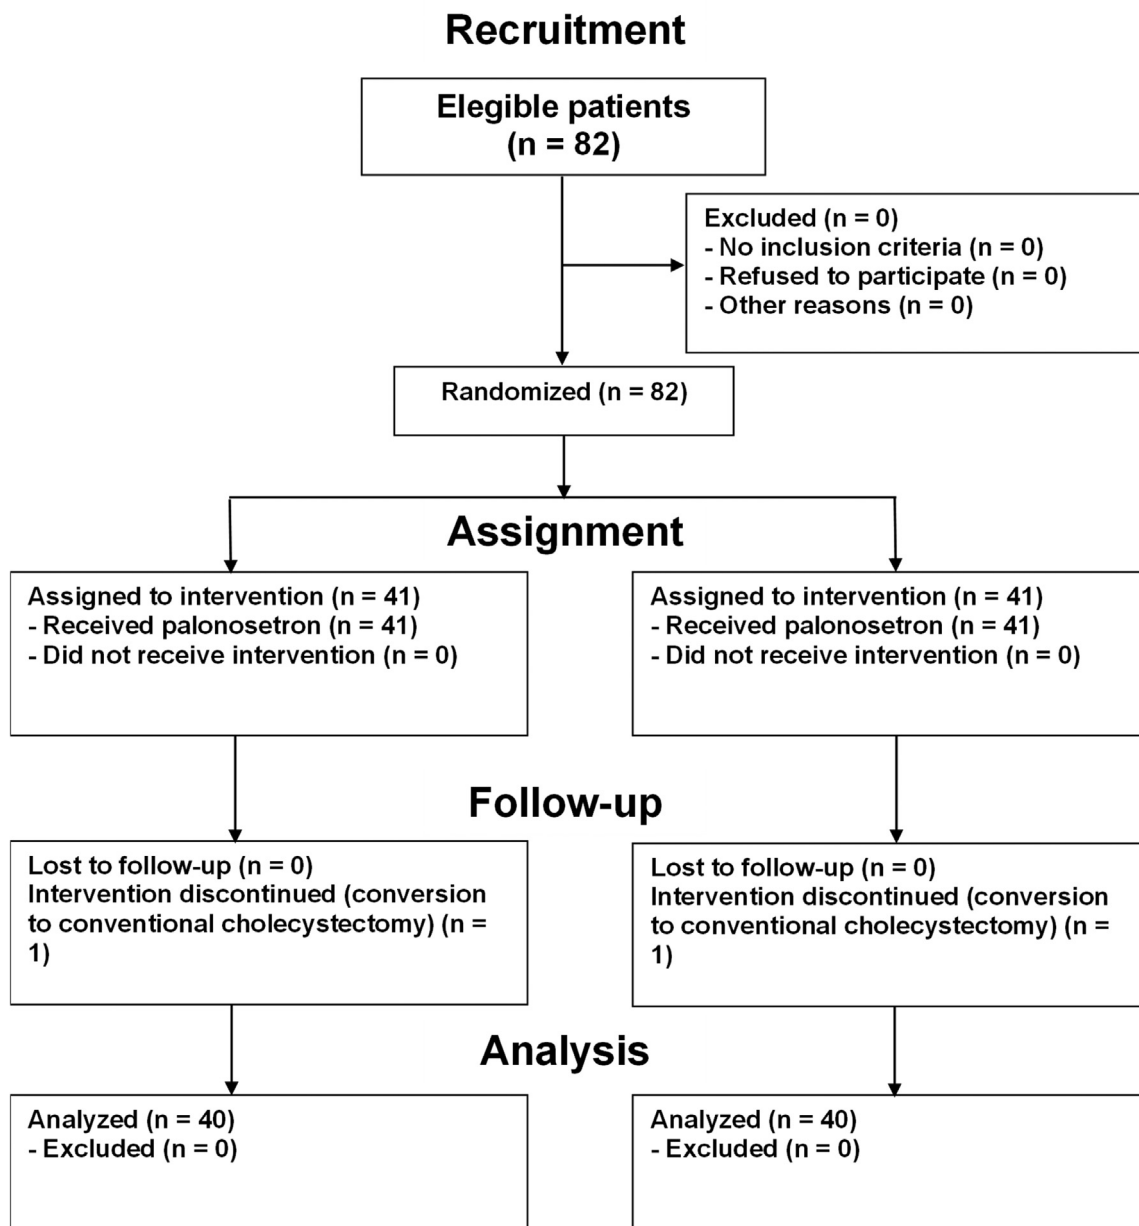 Recruitment
Elegible patients
(n = 82)
Excluded (n = 0)
- No inclusion criteria (n = 0)
- Refused to participate (n = 0)
- Other reasons (n = 0)
Randomized (n = 82)
Assignment
Assigned to intervention (n = 41)
- Received palonosetron (n = 41)
- Did not receive intervention (n = 0)
Assigned to intervention (n = 41)
- Received palonosetron (n = 41)
- Did not receive intervention (n = 0)
Follow-up
Lost to follow-up (n = 0)
Intervention discontinued (conversion
to conventional cholecystectomy) (n =
1)
Lost to follow-up (n = 0)
Intervention discontinued (conversion
to conventional cholecystectomy) (n =
1)
Analysis
Analyzed (n = 40)
- Excluded (n = 0)
Analyzed (n = 40)
- Excluded (n = 0)